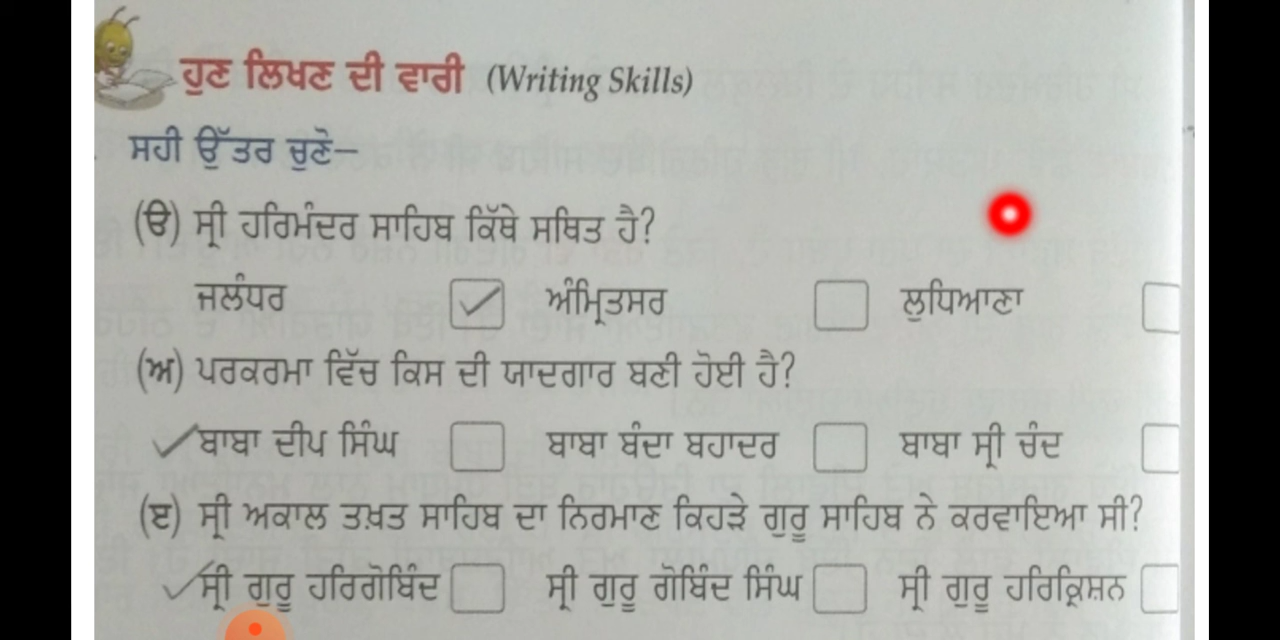 ਹੁਣ ਲਿਖਣ ਦੀ ਵਾਰੀ (Writing Skills)
ਸਹੀ ਉੱਤਰ ਚੁਣੋ—
(ੳ) ਸ੍ਰੀ ਹਰਿਮੰਦਰ ਸਾਹਿਬ ਕਿੱਥੇ ਸਥਿਤ ਹੈ?
ਜਲੰਧਰ ✓ ਅੰਮ੍ਰਿਤਸਰ ਲੁਧਿਆਣਾ
(ਅ) ਪਰਕਰਮਾ ਵਿੱਚ ਕਿਸ ਦੀ ਯਾਦਗਾਰ ਬਣੀ ਹੋਈ ਹੈ?
✓ ਬਾਬਾ ਦੀਪ ਸਿੰਘ ਬਾਬਾ ਬੰਦਾ ਬਹਾਦਰ ਬਾਬਾ ਸ੍ਰੀ ਚੰਦ
(ੲ) ਸ੍ਰੀ ਅਕਾਲ ਤਖ਼ਤ ਸਾਹਿਬ ਦਾ ਨਿਰਮਾਣ ਕਿਹੜੇ ਗੁਰੂ ਸਾਹਿਬ ਨੇ ਕਰਵਾਇਆ ਸੀ?
✓ ਸ੍ਰੀ ਗੁਰੂ ਹਰਿਗੋਬਿੰਦ ਸ੍ਰੀ ਗੁਰੂ ਗੋਬਿੰਦ ਸਿੰਘ ਸ੍ਰੀ ਗੁਰੂ ਹਰਿਕ੍ਰਿਸ਼ਨ